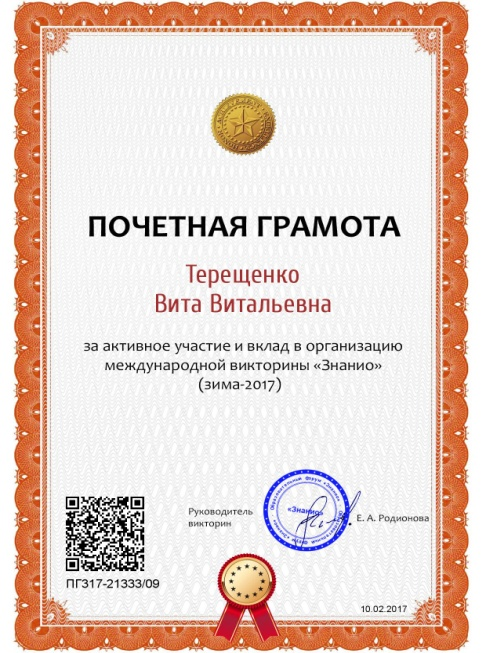 ПОЧЕТНАЯ ГРАМОТА
Терещенко
Вита Витальевна
за активное участие и вклад в организацию
международной викторины «Знанио»
(зима-2017)
Руководитель
викторин
«Знанио»
Е. А. Родионова
ПГ317-21333/09
10.02.2017